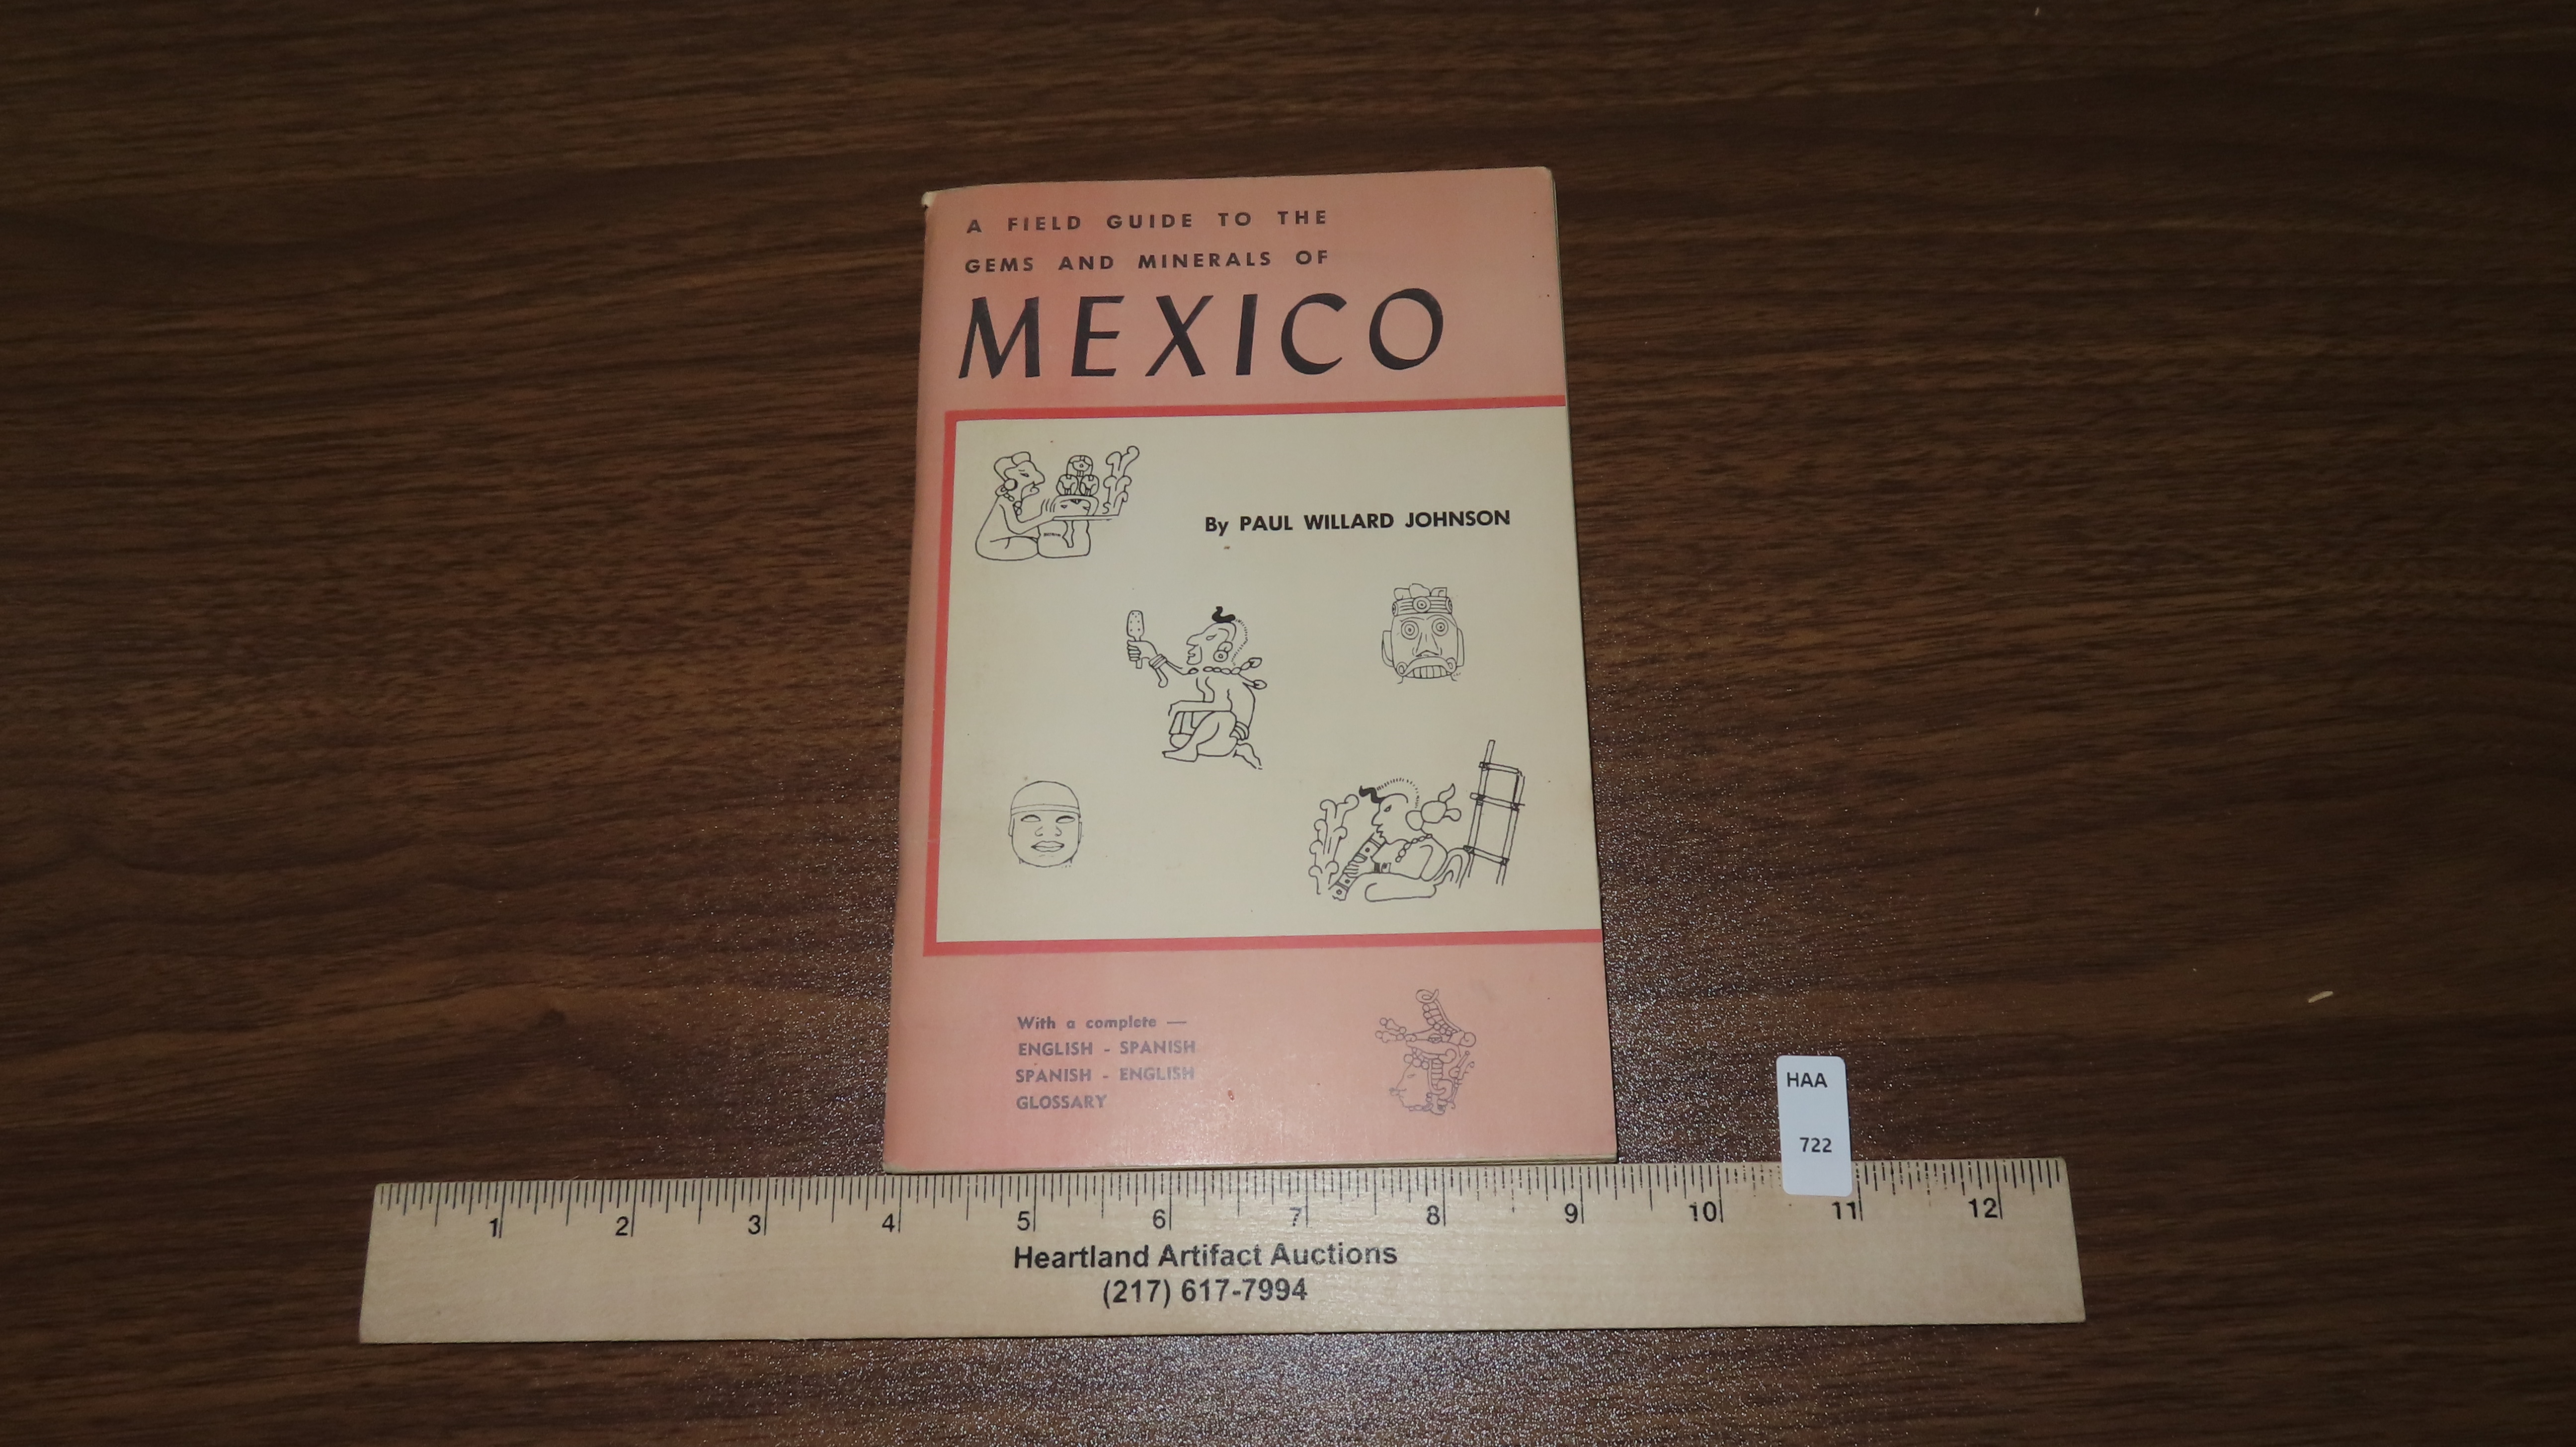 A FIELD GUIDE TO THE
GEMS AND MINERALS OF
MEXICO
By PAUL WILLARD JOHNSON
With a complete —
ENGLISH - SPANISH
SPANISH - ENGLISH
GLOSSARY
HAA
722
1 2 3 4 5 6 7 8 9 10 11 12
Heartland Artifact Auctions
(217) 617-7994